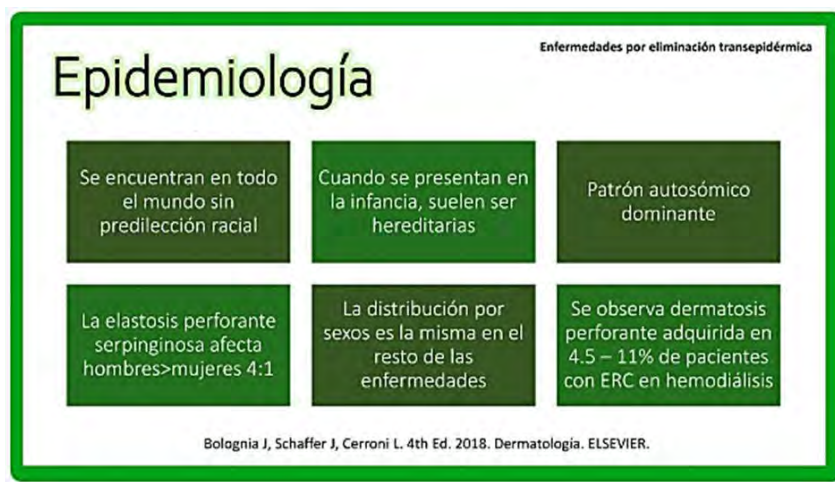 Enfermedades por eliminación transepidérmica
Epidemiología
Se encuentran en todo
el mundo sin
predilección racial
Cuando se presentan en
la infancia, suelen ser
hereditarias
Patrón autosómico
dominante
La elastosis perforante
serpinginosa afecta
hombres>mujeres 4:1
La distribución por
sexos es la misma en el
resto de las
enfermedades
Se observa dermatosis
perforante adquirida en
4.5 – 11% de pacientes
con ERC en hemodiálisis
Bolognia J, Schaffer J, Cerroni L. 4th Ed. 2018. Dermatología. ELSEVIER.